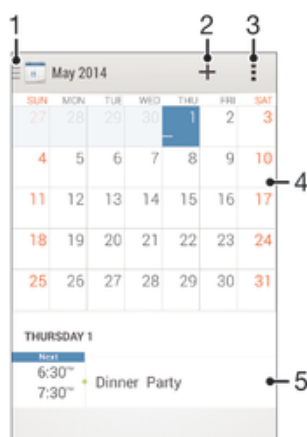 1 2 3
May 2014
SUN MON TUE WED THU FRI SAT
27 28 29 30 1 2 3
4 5 6 7 8 9 10
4
11 12 13 14 15 16 17
18 19 20 21 22 23 24
25 26 27 28 29 30 31
THURSDAY 1
Next
6:30PM
Dinner Party 5
7:30PM